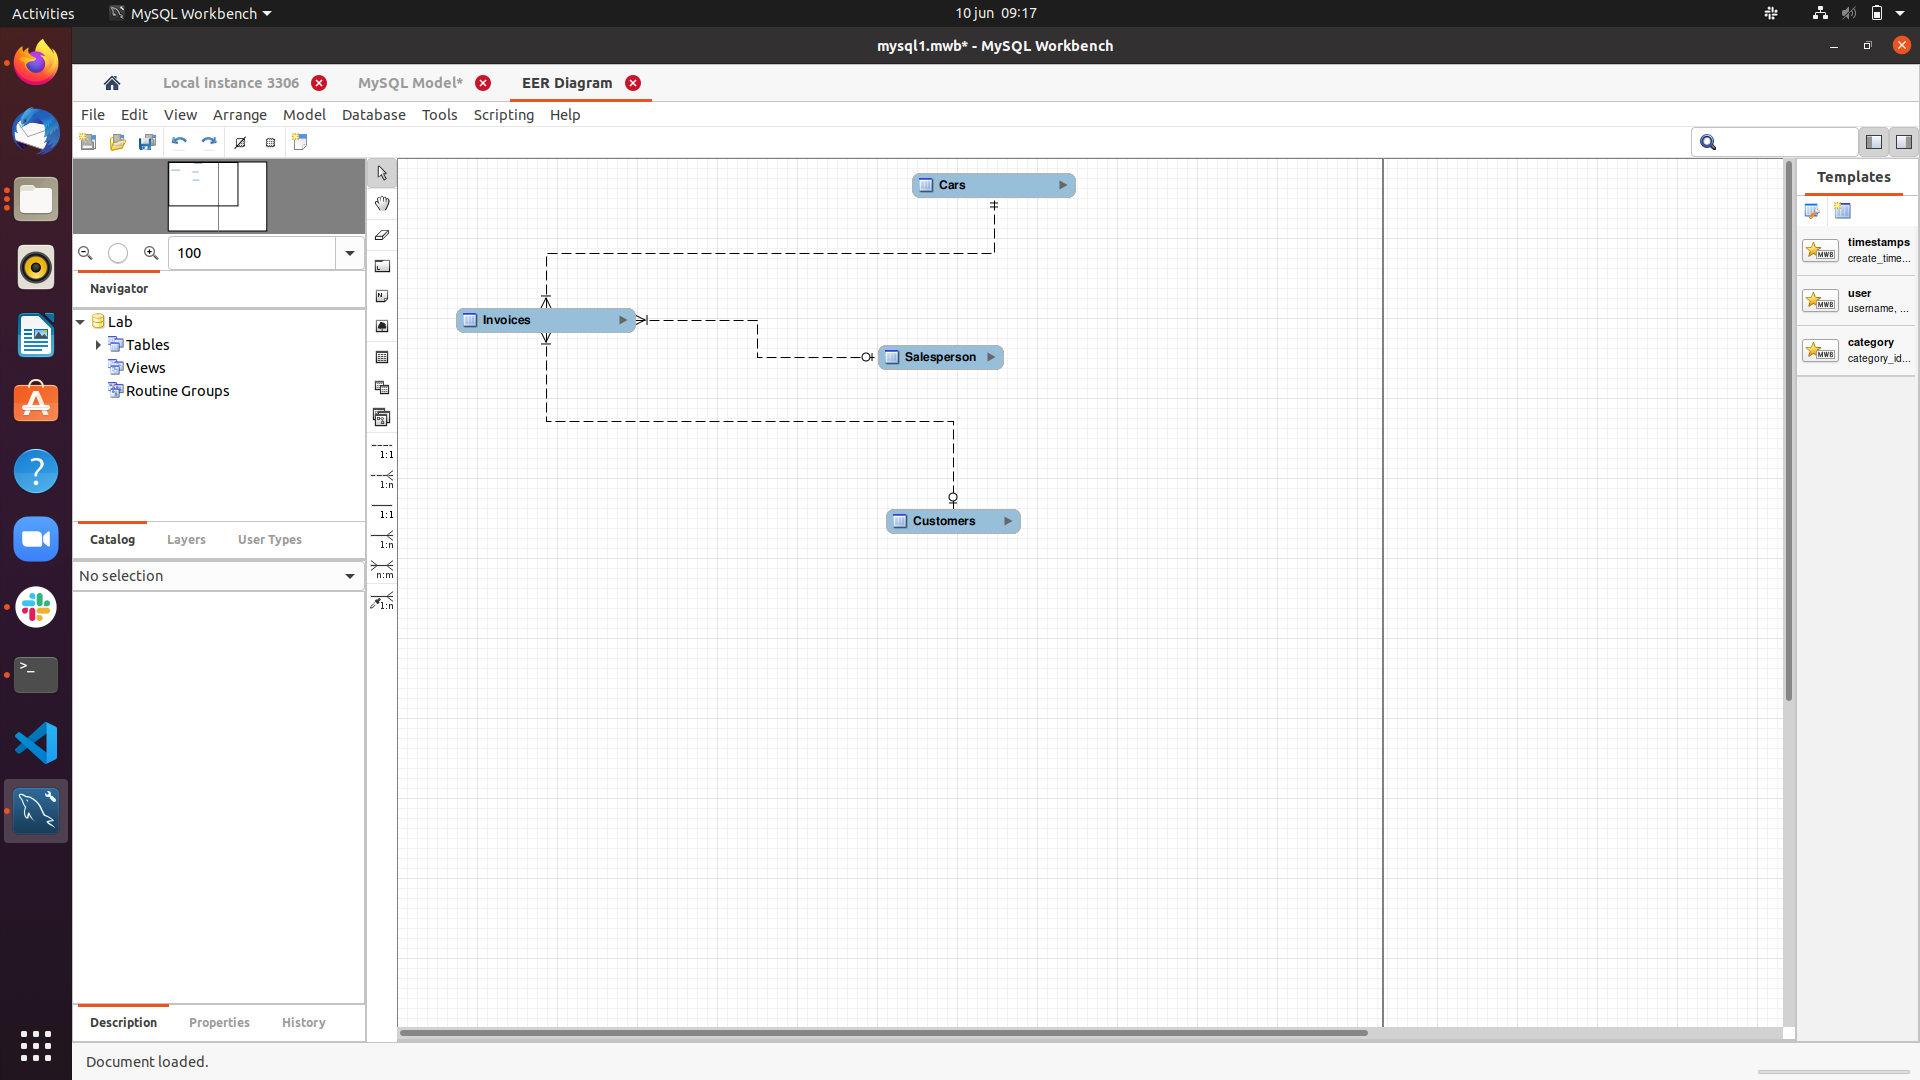 Activities
MySQL Workbench
10 jun 09:17
mysql1.mwb* - MySQL Workbench
Local instance 3306
MySQL Model*
EER Diagram
File Edit View Arrange Model Database Tools Scripting Help
100
Navigator
Lab
Tables
Views
Routine Groups
Catalog
Layers
User Types
No selection
Description
Properties
History
Document loaded.
1:1
1:n
1:1
1:n
n:m
1:n
Cars
Invoices
Salesperson
Customers
Templates
timestamps
create_time...
user
username, ...
category
category_id...
MWB
MWB
MWB